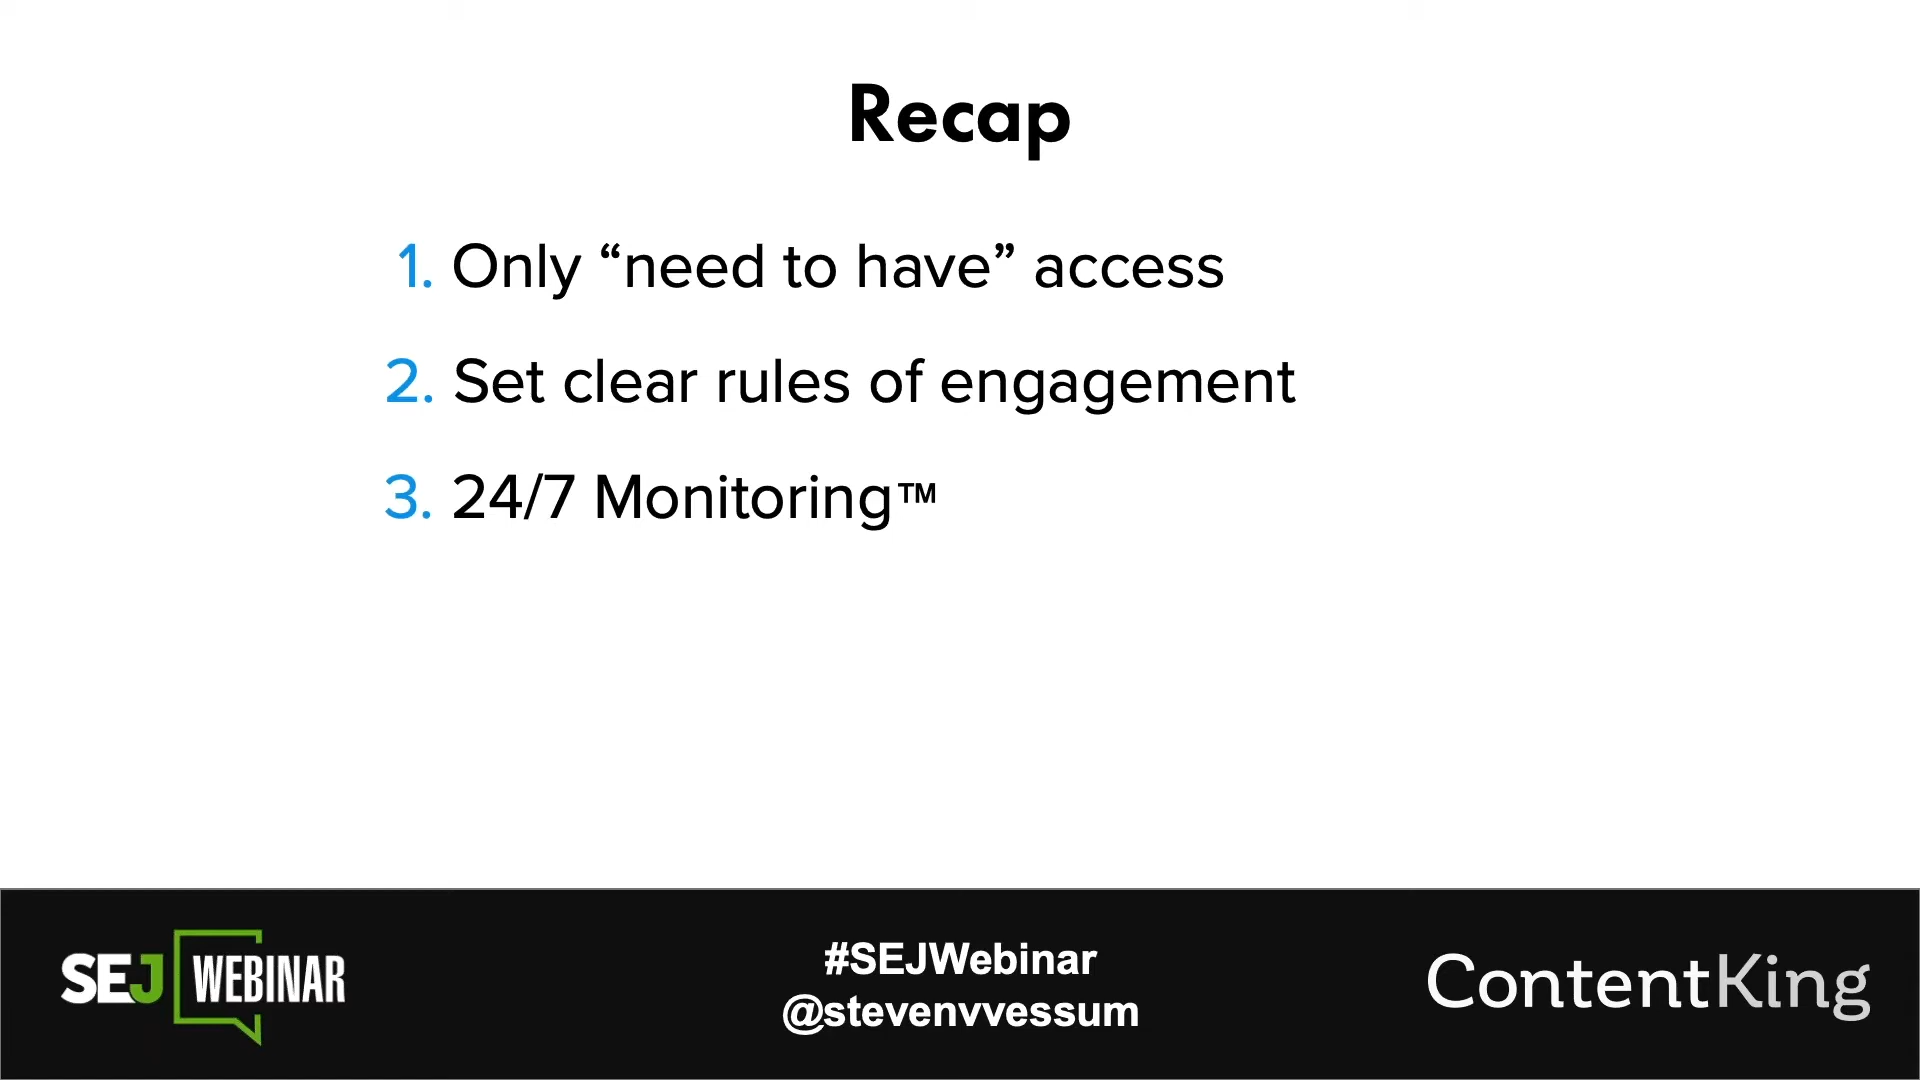 Recap
1. Only “need to have” access
2. Set clear rules of engagement
3. 24/7 Monitoring™
SEJ WEBINAR
#SEJWebinar
@stevenvvessum
ContentKing